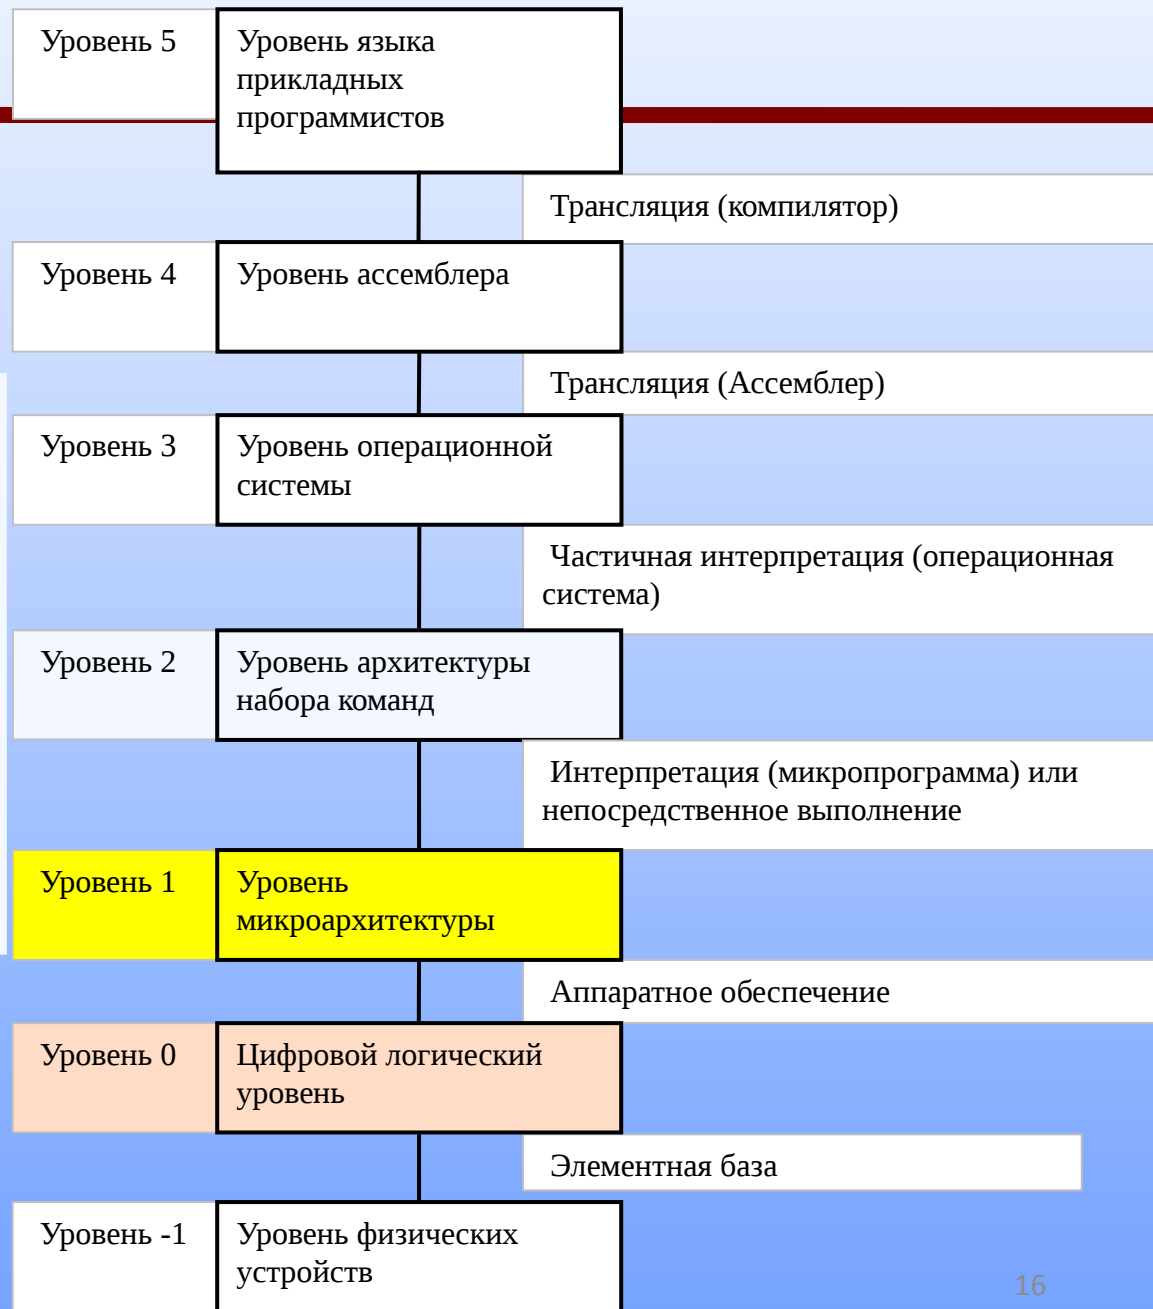 Уровень 5
Уровень языка
прикладных
программистов
Трансляция (компилятор)
Уровень 4
Уровень ассемблера
Трансляция (Ассемблер)
Уровень 3
Уровень операционной
системы
Частичная интерпретация (операционная
система)
Уровень 2
Уровень архитектуры
набора команд
Интерпретация (микропрограмма) или
непосредственное выполнение
Уровень 1
Уровень
микроархитектуры
Аппаратное обеспечение
Уровень 0
Цифровой логический
уровень
Элементная база
Уровень -1
Уровень физических
устройств
16